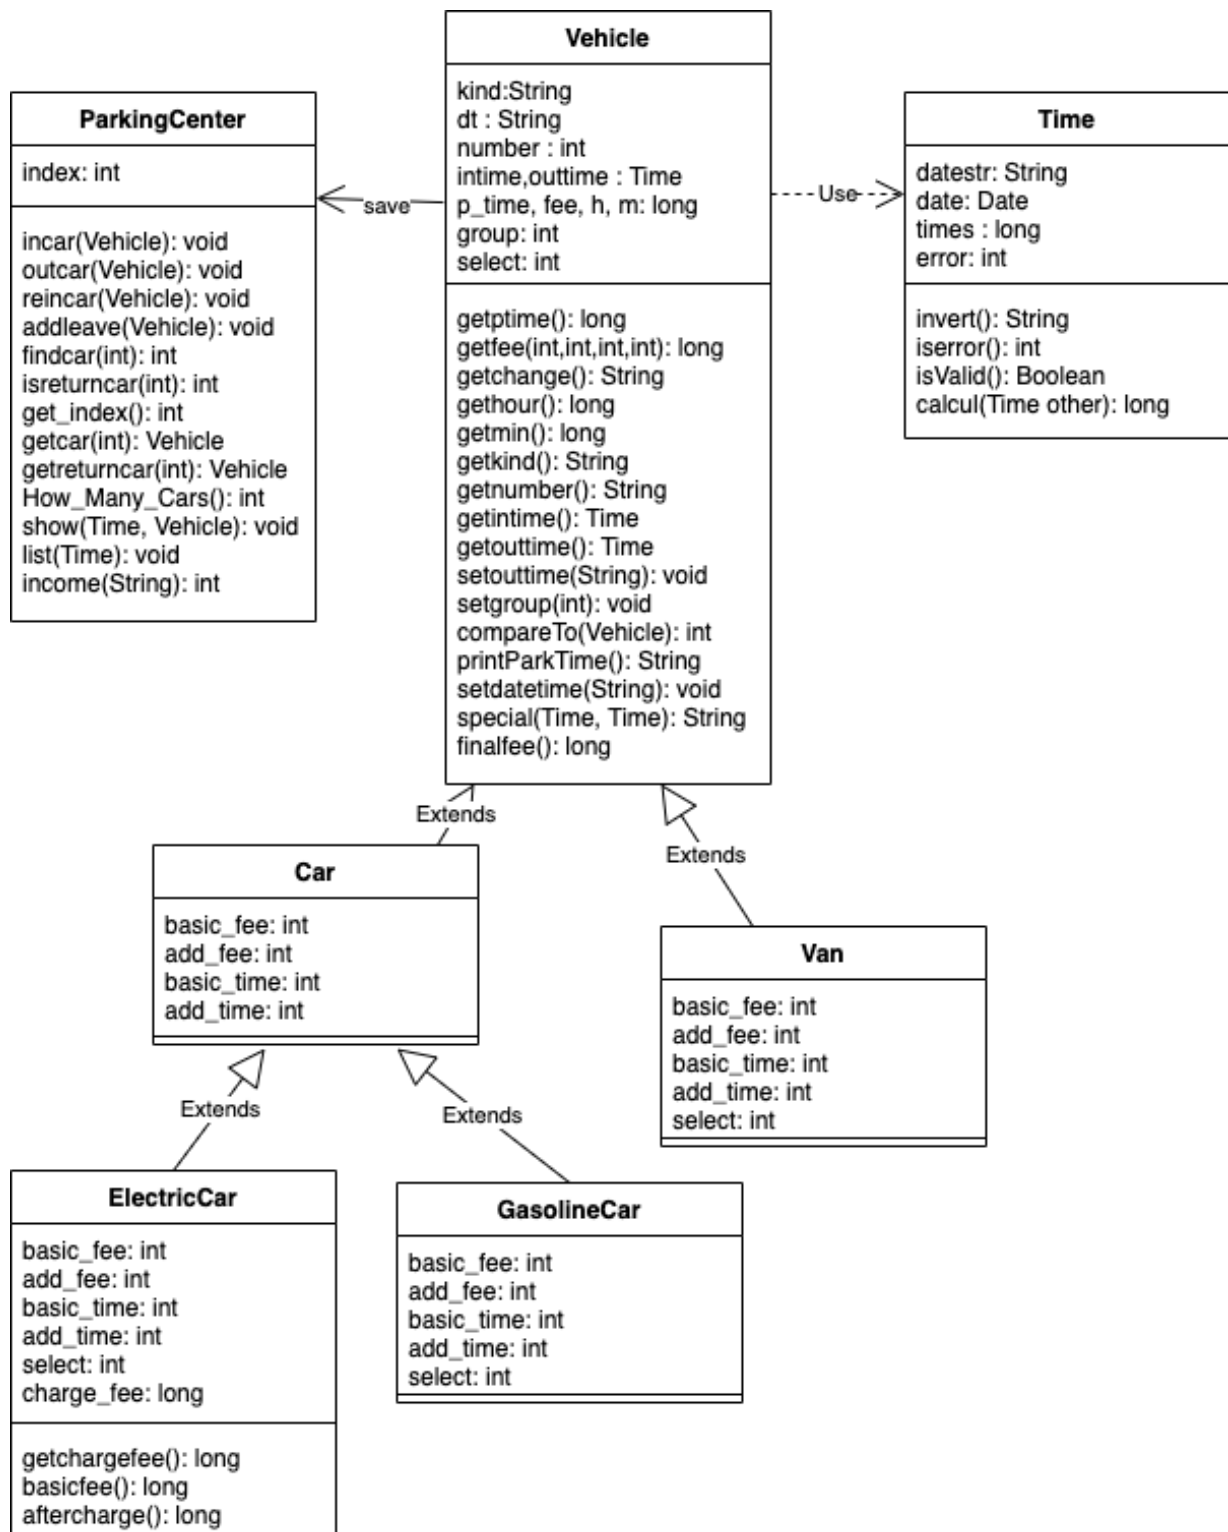 Vehicle
kind:String
dt : String
number : int
intime,outtime : Time
p_time, fee, h, m: long
group: int
select: int
getptime(): long
getfee(int,int,int,int): long
getchange(): String
gethour(): long
getmin(): long
getkind(): String
getnumber(): String
getintime(): Time
getouttime(): Time
setouttime(String): void
setgroup(int): void
compareTo(Vehicle): int
printParkTime(): String
setdatetime(String): void
special(Time, Time): String
finalfee(): long
ParkingCenter
index: int
incar(Vehicle): void
outcar(Vehicle): void
reincar(Vehicle): void
addleave(Vehicle): void
findcar(int): int
isreturncar(int): int
get_index(): int
getcar(int): Vehicle
getreturncar(int): Vehicle
How_Many_Cars(): int
show(Time, Vehicle): void
list(Time): void
income(String): int
save
Use
Time
datestr: String
date: Date
times : long
error: int
invert(): String
iserror(): int
isValid(): Boolean
calcul(Time other): long
Extends
Extends
Car
basic_fee: int
add_fee: int
basic_time: int
add_time: int
Van
basic_fee: int
add_fee: int
basic_time: int
add_time: int
select: int
Extends
Extends
ElectricCar
basic_fee: int
add_fee: int
basic_time: int
add_time: int
select: int
charge_fee: long
getchargefee(): long
basicfee(): long
aftercharge(): long
GasolineCar
basic_fee: int
add_fee: int
basic_time: int
add_time: int
select: int